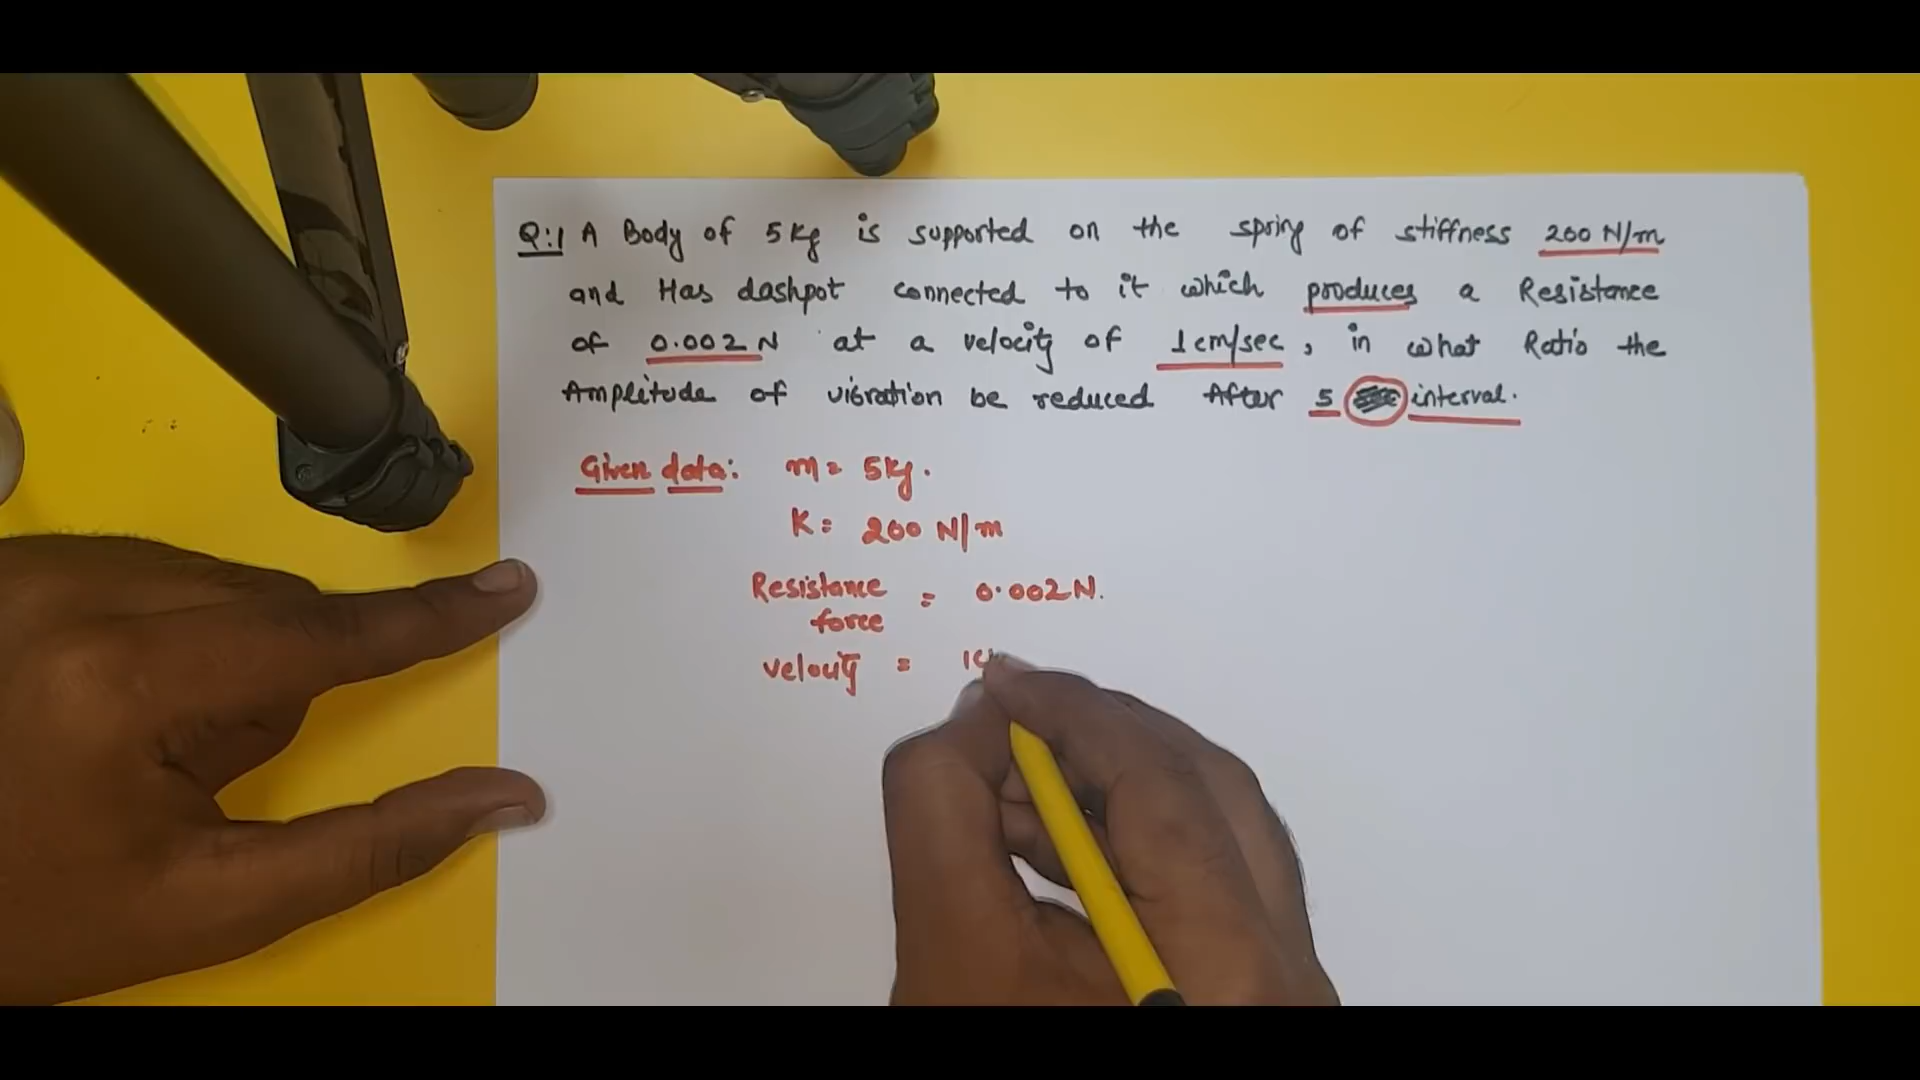 Q:1 A Body of 5kg is supported on the spring of stiffness 200 N/m
and Has dashpot connected to it which produces a Resistance
of 0.002 N at a velocity of 1cm/sec, in what Ratio the
Amplitude of vibration be reduced After 5 interval.
Given data: m = 5kg.
K = 200 N/m
Resistance force = 0.002 N.
velocity = 1c